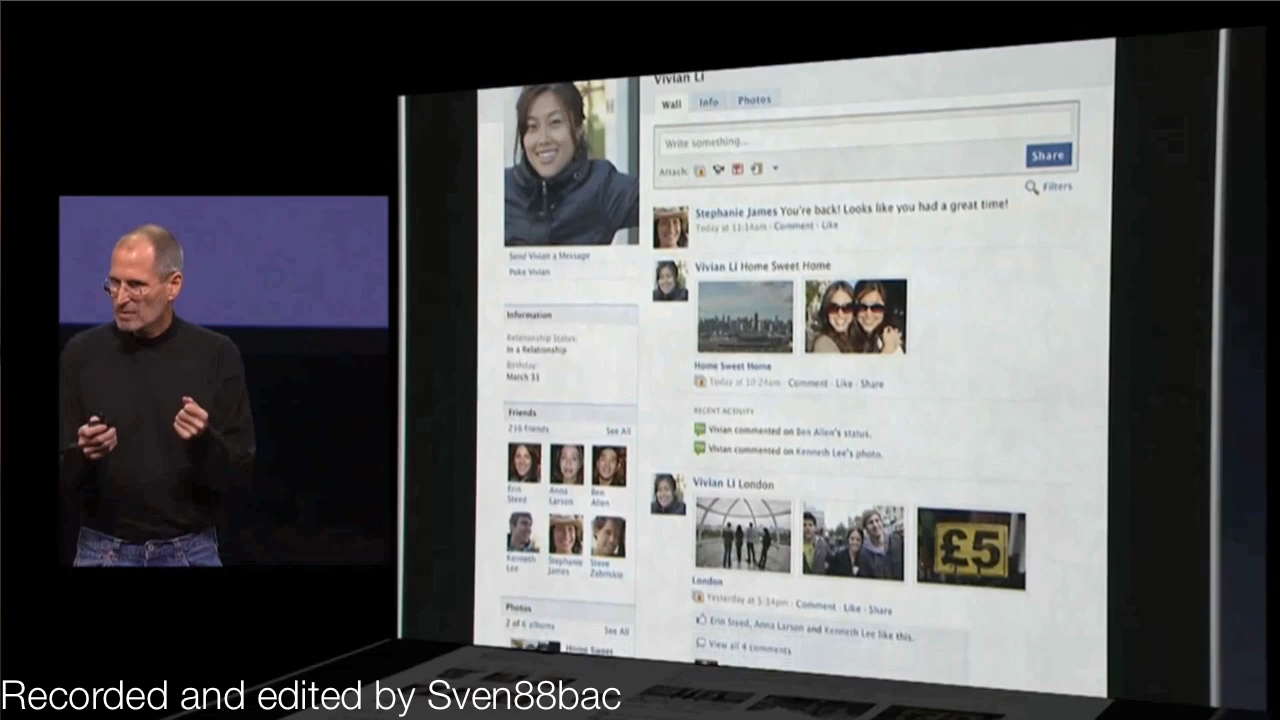 Vivian Li
Wall Info Photos
Write something...
Attach:
Share
Filters
Stephanie James You're back! Looks like you had a great time!
Today at 11:14am · Comment · Like
Send Vivian a Message
Poke Vivian
Vivian Li Home Sweet Home
Information
Relationship Status:
In a Relationship
Birthday:
March 31
Home Sweet Home
Today at 10:24am · Comment · Like · Share
Friends
216 friends See All
Erin Steed
Anna Larson
Ben Allen
Kenneth Lee
Stephanie James
Steve Zabriskie
RECENT ACTIVITY
Vivian commented on Ben Allen's status.
Vivian commented on Kenneth Lee's photo.
Vivian Li London
£5
London
Yesterday at 5:34pm · Comment · Like · Share
Erin Steed, Anna Larson and Kenneth Lee like this.
View all 4 comments
Photos
2 of 6 albums See All
Home Sweet
Recorded and edited by Sven88bac